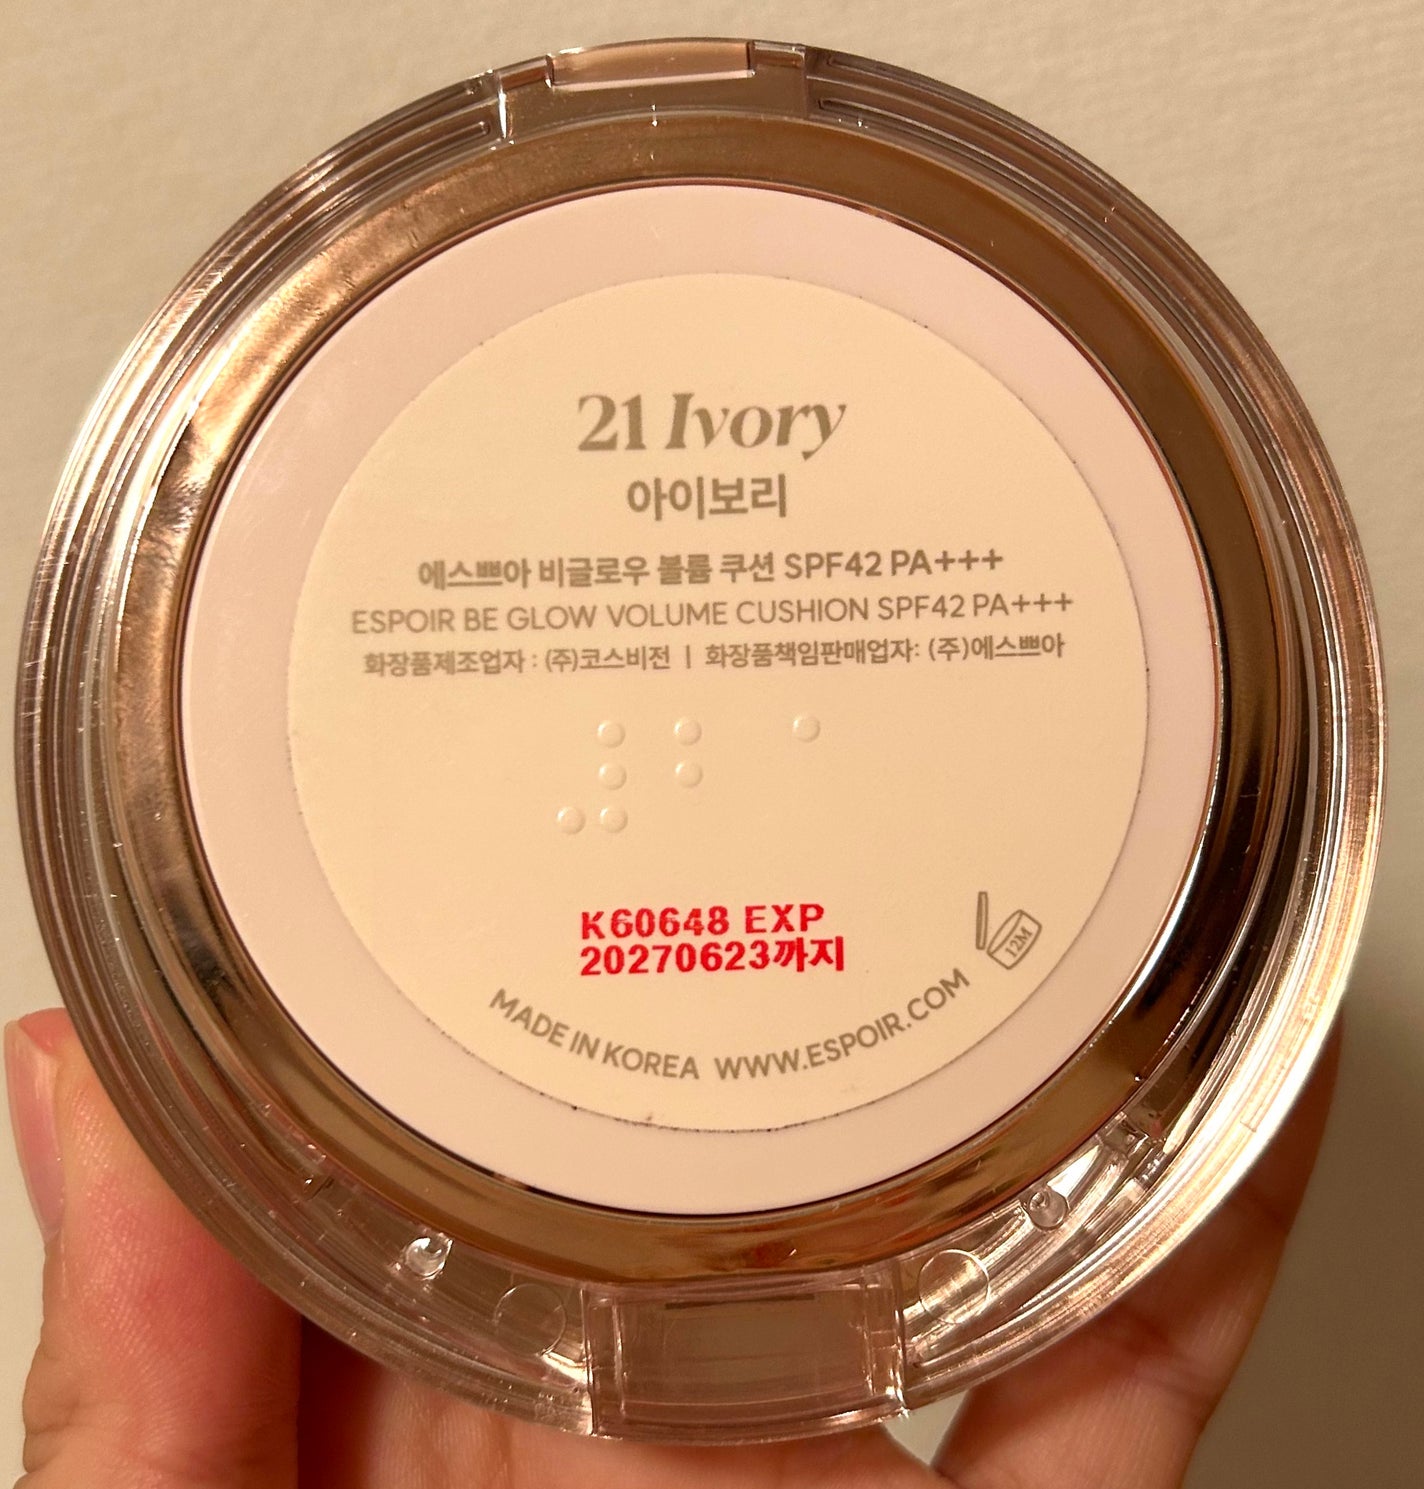 21 Ivory
아이보리
에스쁘아 비글로우 볼륨 쿠션 SPF42 PA+++
ESPOIR BE GLOW VOLUME CUSHION SPF42 PA+++
화장품제조업자 : (주)코스비전 | 화장품책임판매업자: (주)에스쁘아
K60648 EXP
20270623까지
12M
MADE IN KOREA WWW.ESPOIR.COM